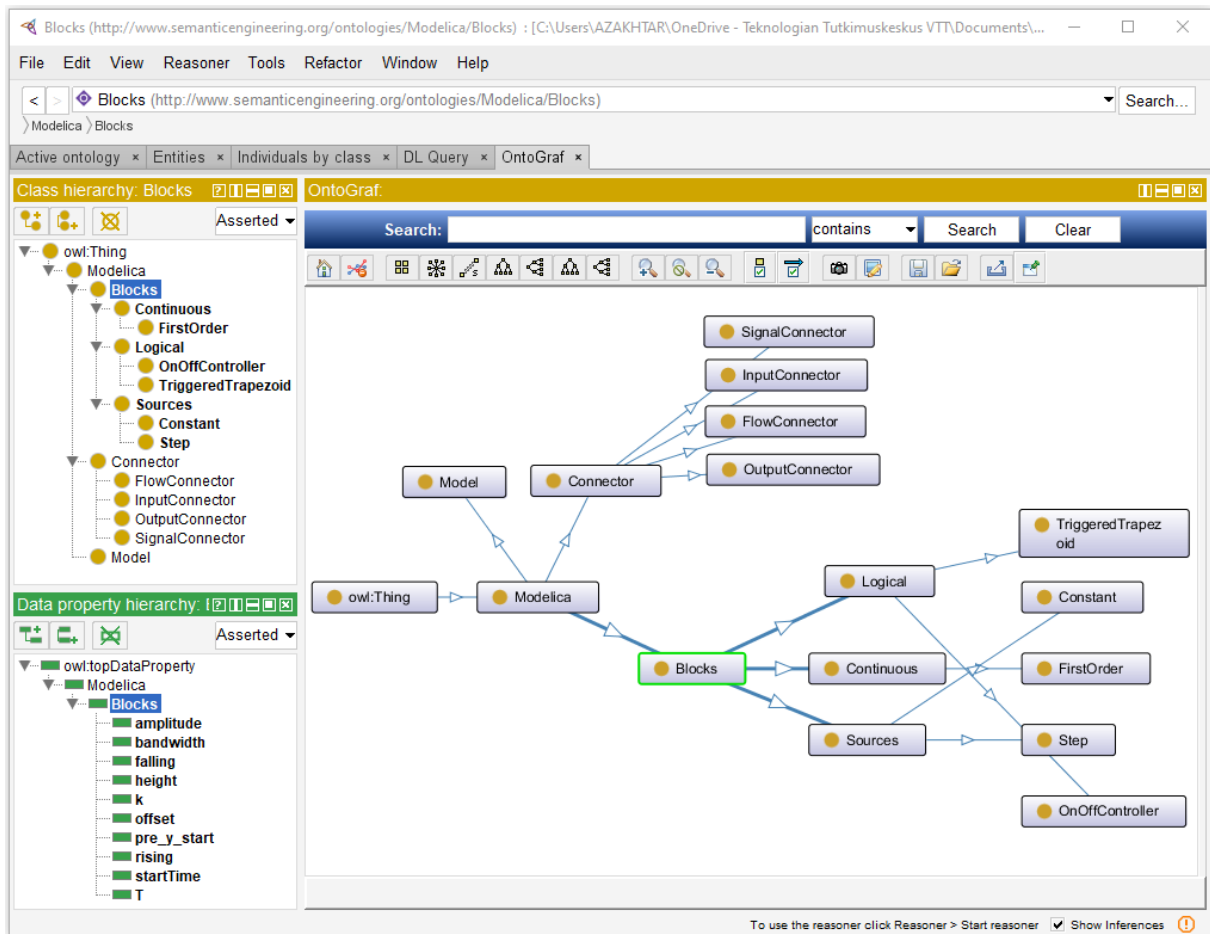 Blocks (http://www.semanticengineering.org/ontologies/Modelica/Blocks) : [C:\Users\AZAKHTAR\OneDrive - Teknologian Tutkimuskeskus VTT\Documents\...
File Edit View Reasoner Tools Refactor Window Help
< > Blocks (http://www.semanticengineering.org/ontologies/Modelica/Blocks) Search...
Modelica Blocks
Active ontology × Entities × Individuals by class × DL Query × OntoGraf ×
Class hierarchy: Blocks
Asserted
owl:Thing
Modelica
Blocks
Continuous
FirstOrder
Logical
OnOffController
TriggeredTrapezoid
Sources
Constant
Step
Connector
FlowConnector
InputConnector
OutputConnector
SignalConnector
Model
Data property hierarchy:
Asserted
owl:topDataProperty
Modelica
Blocks
amplitude
bandwidth
falling
height
k
offset
pre_y_start
rising
startTime
T
OntoGraf:
Search: contains Search Clear
SignalConnector
InputConnector
FlowConnector
OutputConnector
Model
Connector
TriggeredTrapez
oid
Logical
owl:Thing
Modelica
Constant
Blocks
Continuous
FirstOrder
Sources
Step
OnOffController
To use the reasoner click Reasoner > Start reasoner Show Inferences